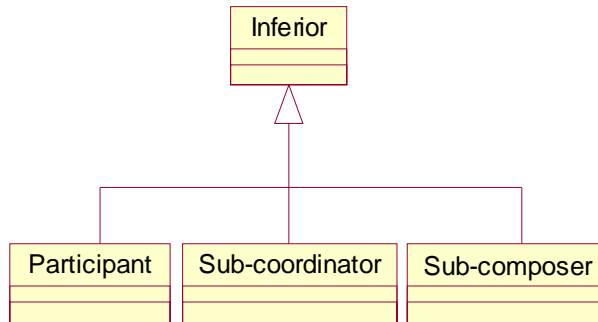 Inferior
Participant
Sub-coordinator
Sub-composer